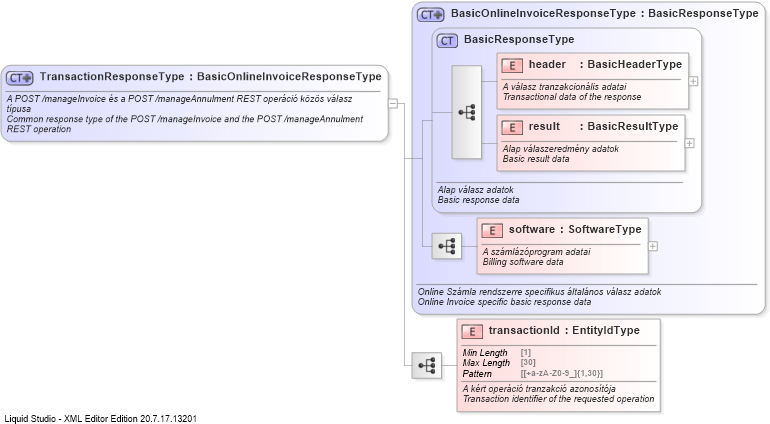 CT+ BasicOnlineInvoiceResponseType : BasicResponseType
CT BasicResponseType
E header : BasicHeaderType
A válasz tranzakcionális adatai
Transactional data of the response
CT+ TransactionResponseType : BasicOnlineInvoiceResponseType
A POST /manageInvoice és a POST /manageAnnulment REST operáció közös válasz
típusa
Common response type of the POST /manageInvoice and the POST /manageAnnulment
REST operation
E result : BasicResultType
Alap válaszeredmény adatok
Basic result data
Alap válasz adatok
Basic response data
E software : SoftwareType
A számlázóprogram adatai
Billing software data
Online Számla rendszerre specifikus általános válasz adatok
Online Invoice specific basic response data
E transactionId : EntityIdType
Min Length [1]
Max Length [30]
Pattern [[+a-zA-Z0-9_]{1,30}]
A kért operáció tranzakció azonosítója
Transaction identifier of the requested operation
Liquid Studio - XML Editor Edition 20.7.17.13201